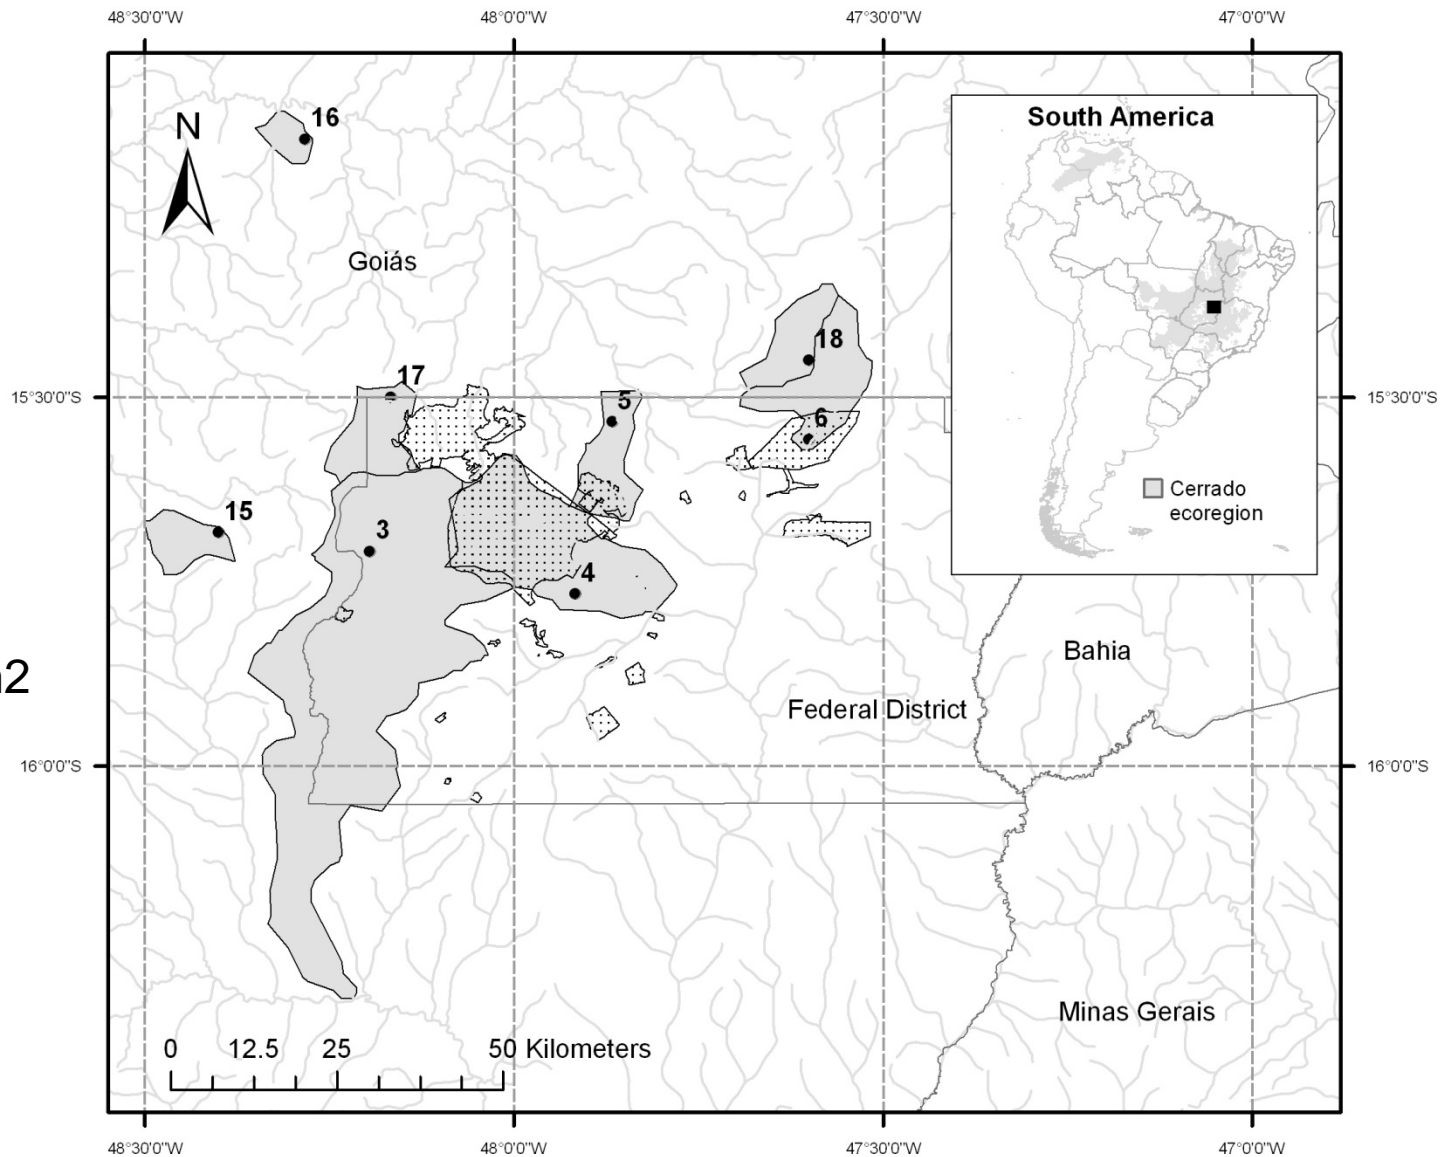 48°30'0"W 48°0'0"W 47°30'0"W 47°0'0"W
16
N
South America
Goiás
18
17
15°30'0"S 15°30'0"S
5
6
Cerrado
ecoregion
15
3
4
Bahia
Federal District
16°0'0"S 16°0'0"S
Minas Gerais
0 12.5 25 50 Kilometers
48°30'0"W 48°0'0"W 47°30'0"W 47°0'0"W